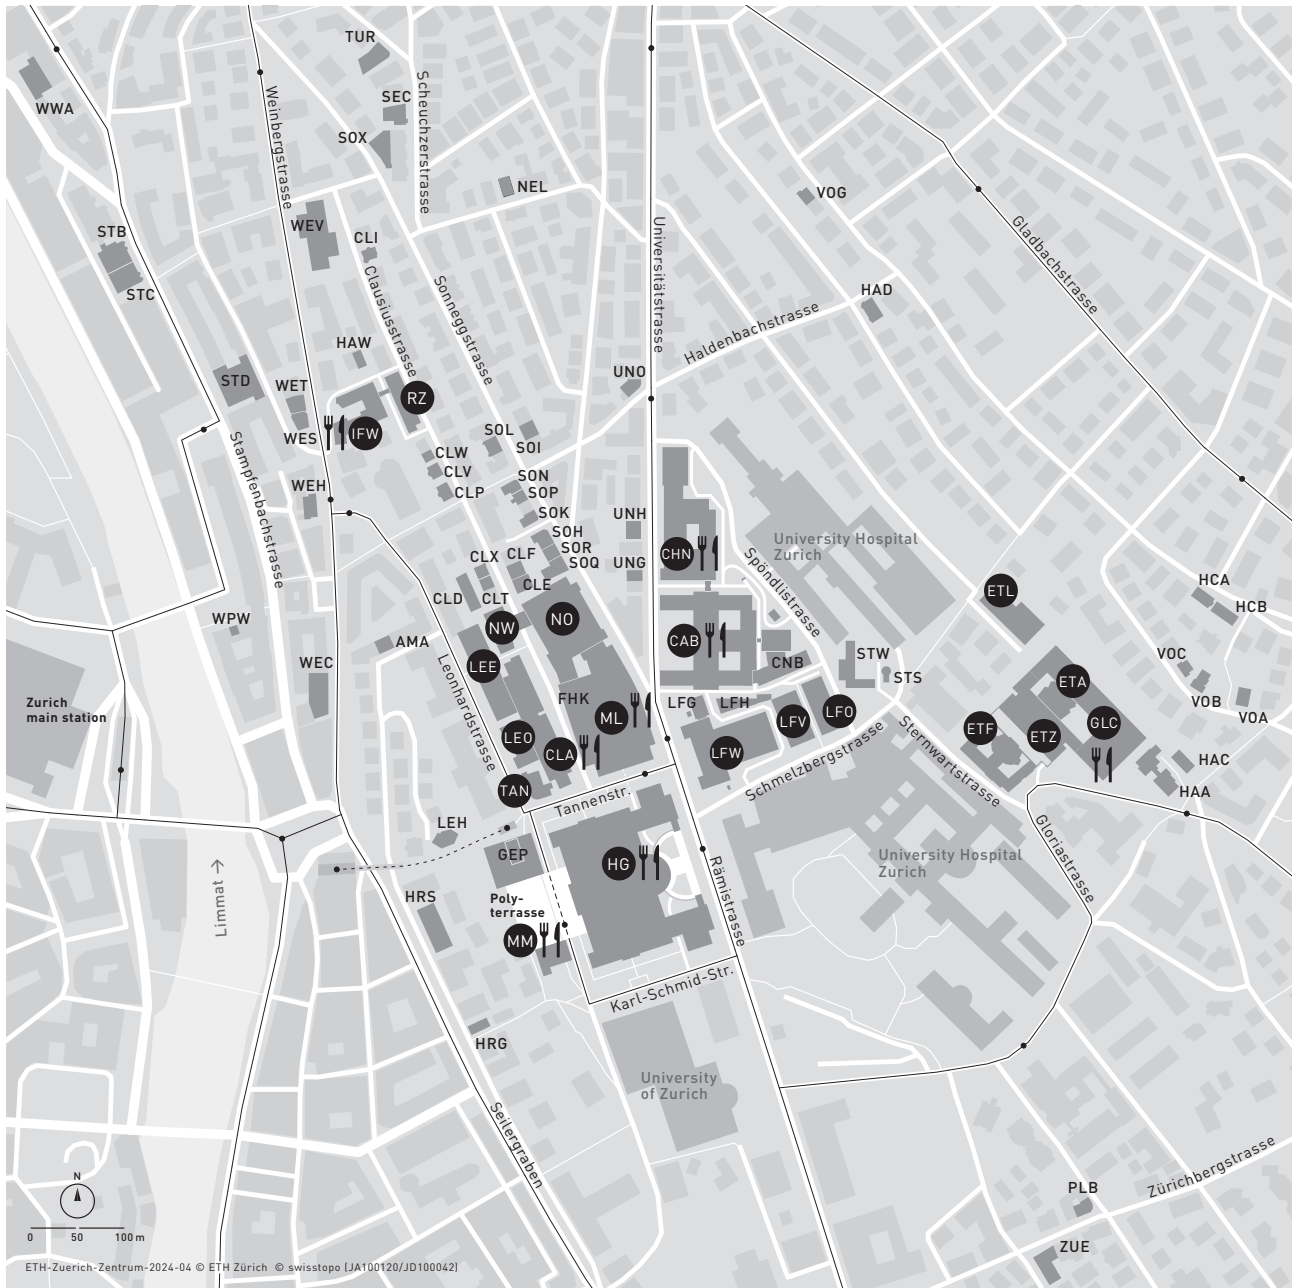 TUR
SEC
WWA
SOX
Scheuchzerstrasse
Weinbergstrasse
NEL
VOG
WEV
STB
CLI
Universitätstrasse
Gladbachstrasse
STC
Clausiusstrasse
Sonneggstrasse
HAD
Haldenbachstrasse
HAW
STD
WET
UNO
RZ
WES
IFW
SOL
SOI
Stampfenbachstrasse
CLW
CLV
CLP
SON
SOP
WEH
SOK
UNH
SOH
SOR
SOQ
UNG
CHN
University Hospital
Zurich
Spöndlistrasse
CLX
CLF
CLE
CLD
CLT
ETL
HCA
HCB
WPW
NW
NO
AMA
CAB
CNB
STW
STS
WEC
LEE
Leonhardstrasse
VOC
VOB
VOA
ETA
FHK
ML
LFG
LFH
LFV
LFO
GLC
ETF
ETZ
Zurich
main station
LEO
CLA
LFW
Schmelzbergstrasse
Sternwartstrasse
HAC
HAA
TAN
Tannenstr.
LEH
GEP
HG
Rämistrasse
University Hospital
Zurich
Gloriastrasse
Limmat
HRS
Poly-
terrasse
MM
Karl-Schmid-Str.
HRG
University
of Zurich
Seilergraben
Zürichbergstrasse
PLB
ZUE
N
0 50 100 m
ETH-Zuerich-Zentrum-2024-04 © ETH Zürich © swisstopo (JA100120/JD100042)